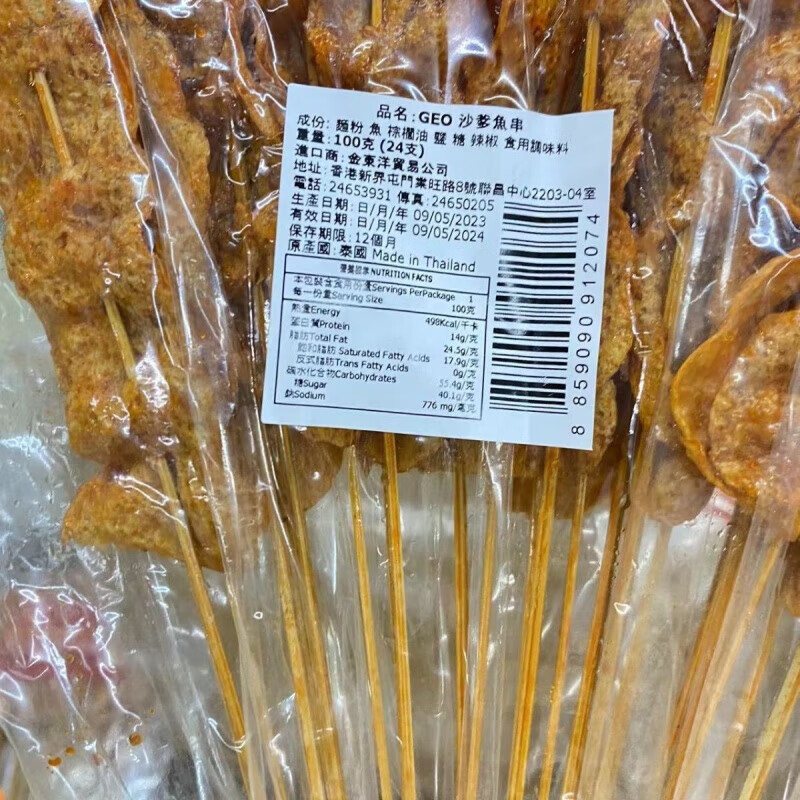 品名:GEO 沙爹魚串
成份: 麵粉 魚 棕櫚油 鹽 糖 辣椒 食用調味料
重量:100克 (24支)
進口商:金東洋貿易公司
地址:香港新界屯門業旺路8號聯昌中心2203-04室
電話:24653931 傳真:24650205
生產日期:日/月/年 09/05/2023
有效日期:日/月/年 09/05/2024
保存期限:12個月
原產國:泰國 Made in Thailand
營養標籤 NUTRITION FACTS
本包裝含食用份量Servings PerPackage 1
每一份量Serving Size 100克
熱量Energy 498Kcal/千卡
蛋白質Protein 14g/克
脂肪Total Fat 24.5g/克
飽和脂肪 Saturated Fatty Acids 17.9g/克
反式脂肪Trans Fatty Acids 0g/克
碳水化合物Carbohydrates 55.4g/克
糖Sugar 40.1g/克
鈉Sodium 776 mg/毫克
8 859090 912074